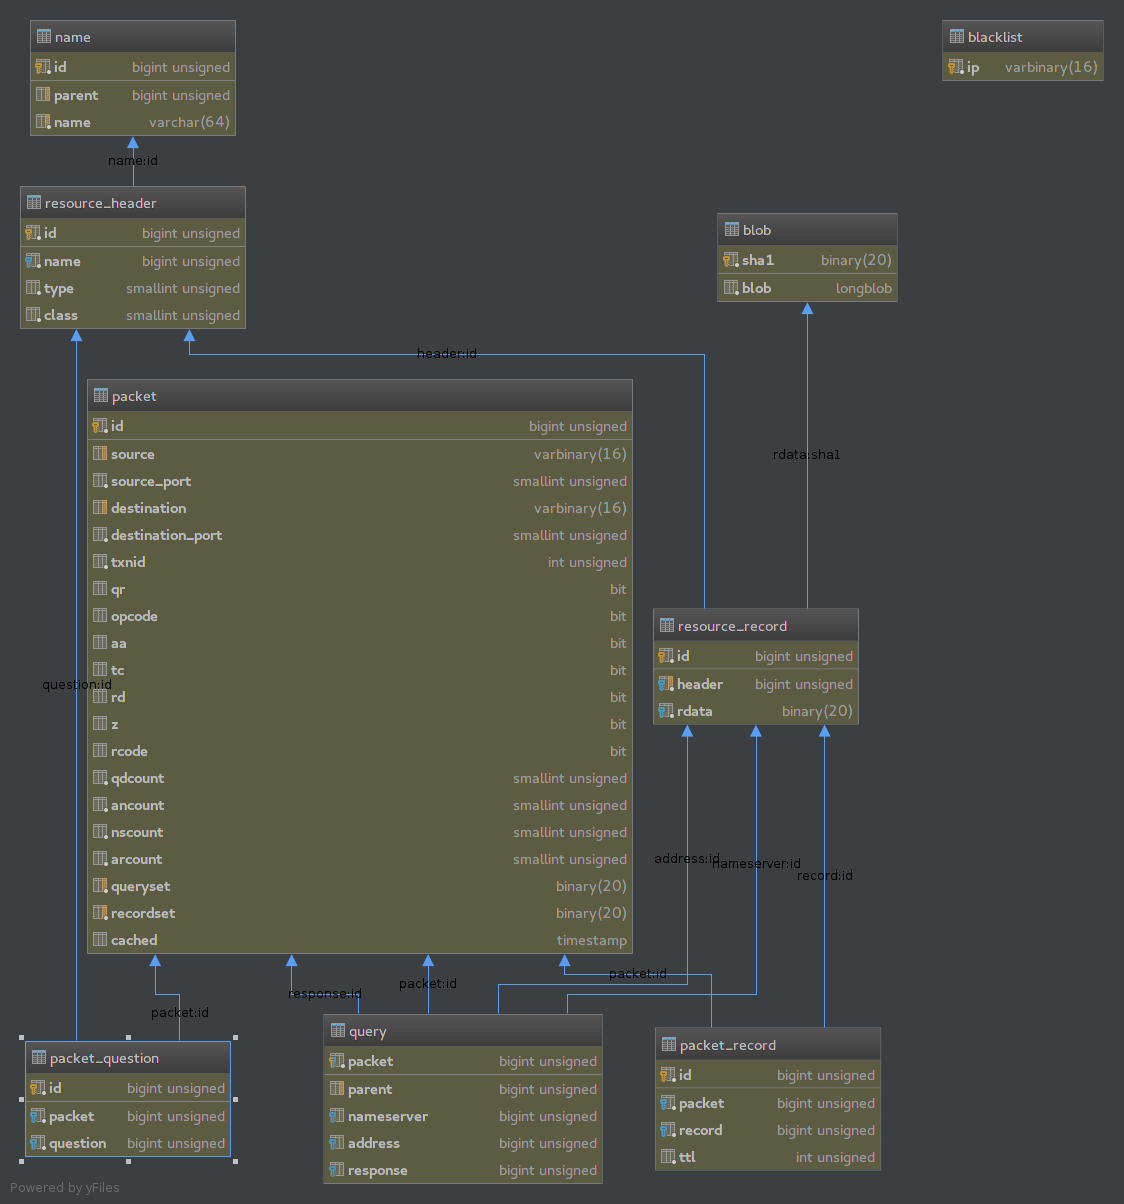 name
id bigint unsigned
parent bigint unsigned
name varchar(64)
blacklist
ip varbinary(16)
name:id
resource_header
id bigint unsigned
name bigint unsigned
type smallint unsigned
class smallint unsigned
blob
sha1 binary(20)
blob longblob
header:id
packet
id bigint unsigned
source varbinary(16)
source_port smallint unsigned
destination varbinary(16)
destination_port smallint unsigned
txnid int unsigned
qr bit
opcode bit
aa bit
tc bit
rd bit
z bit
rcode bit
qdcount smallint unsigned
ancount smallint unsigned
nscount smallint unsigned
arcount smallint unsigned
queryset binary(20)
recordset binary(20)
cached timestamp
rdata:sha1
question:id
resource_record
id bigint unsigned
header bigint unsigned
rdata binary(20)
address:id
nameserver:id
record:id
packet:id
response:id
packet:id
packet:id
packet_question
id bigint unsigned
packet bigint unsigned
question bigint unsigned
query
packet bigint unsigned
parent bigint unsigned
nameserver bigint unsigned
address bigint unsigned
response bigint unsigned
packet_record
id bigint unsigned
packet bigint unsigned
record bigint unsigned
ttl int unsigned
Powered by yFiles